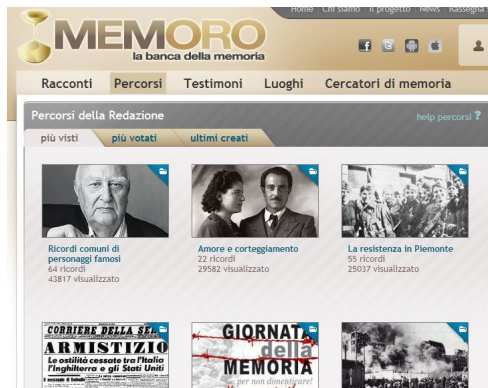 Home Chi siamo Il progetto News Rassegna
MEMORO
la banca della memoria
Racconti Percorsi Testimoni Luoghi Cercatori di memoria
Percorsi della Redazione
help percorsi ?
più visti più votati ultimi creati
Ricordi comuni di
personaggi famosi
64 ricordi
43817 visualizzato
Amore e corteggiamento
22 ricordi
29582 visualizzato
La resistenza in Piemonte
55 ricordi
25037 visualizzato
CORRIERE DELLA
ARMISTIZIO
Le ostilità cessate tra l'Italia
l'Inghilterra e gli Stati Uniti
GIORNATA
della
MEMORIA
... per non dimenticare!